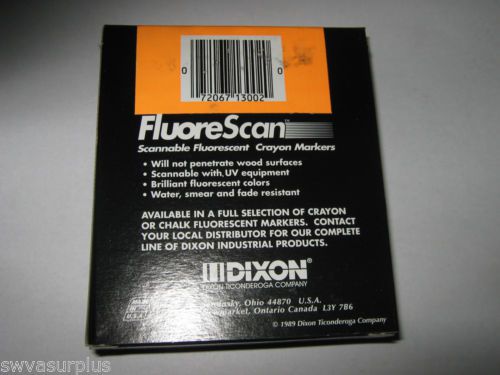 0 72067 13002 0
FluoreScan™
Scannable Fluorescent Crayon Markers
• Will not penetrate wood surfaces
• Scannable with UV equipment
• Brilliant fluorescent colors
• Water, smear and fade resistant
AVAILABLE IN A FULL SELECTION OF CRAYON
OR CHALK FLUORESCENT MARKERS. CONTACT
YOUR LOCAL DISTRIBUTOR FOR OUR COMPLETE
LINE OF DIXON INDUSTRIAL PRODUCTS.
DIXON®
DIXON TICONDEROGA COMPANY
MADE
IN
U.S.A.
Ohio 44870 U.S.A.
Ontario Canada L3Y 7B6
© 1989 Dixon Ticonderoga Company
swvasurplus